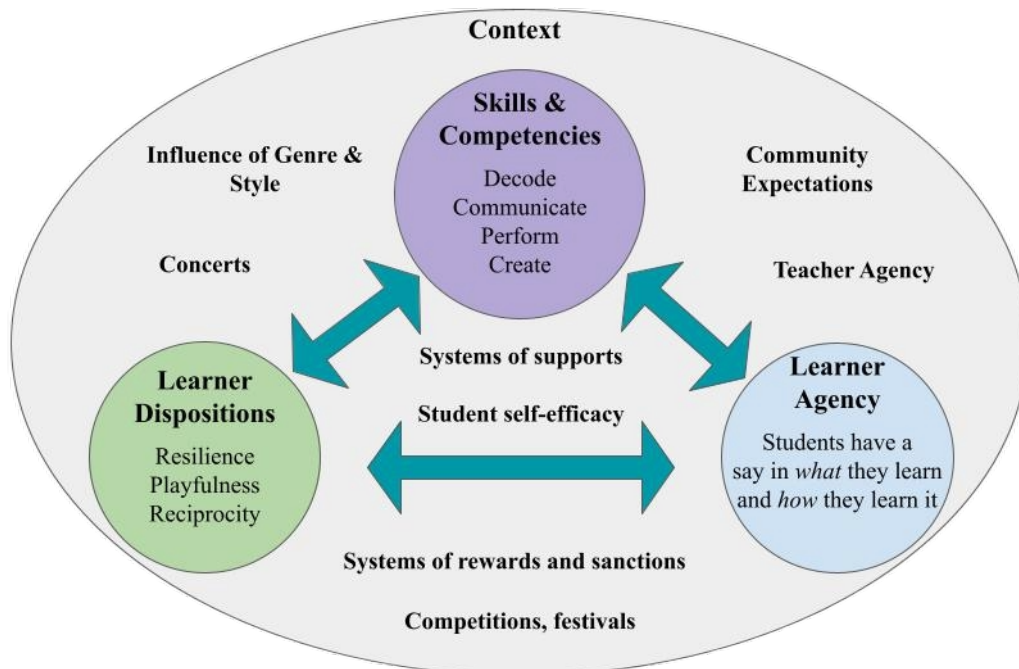 Context
Skills &
Competencies
Decode
Communicate
Perform
Create
Influence of Genre &
Style
Community
Expectations
Concerts
Teacher Agency
Systems of supports
Student self-efficacy
Learner
Dispositions
Resilience
Playfulness
Reciprocity
Learner
Agency
Students have a
say in what they learn
and how they learn it
Systems of rewards and sanctions
Competitions, festivals